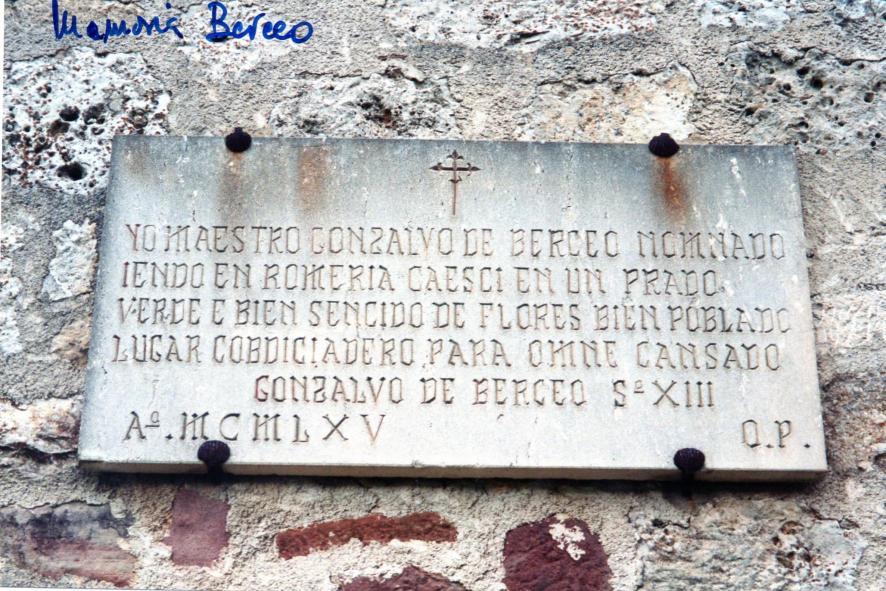 Memoria Berceo
YO MAESTRO GONZALVO DE BERCEO NOMNADO
IENDO EN ROMERIA CAESCI EN UN PRADO
VERDE E BIEN SENCIDO DE FLORES BIEN POBLADO
LUGAR COBDICIADERO PARA OMNE CANSADO
GONZALVO DE BERCEO Sº XIII
Aº. MCMLXV O.P.